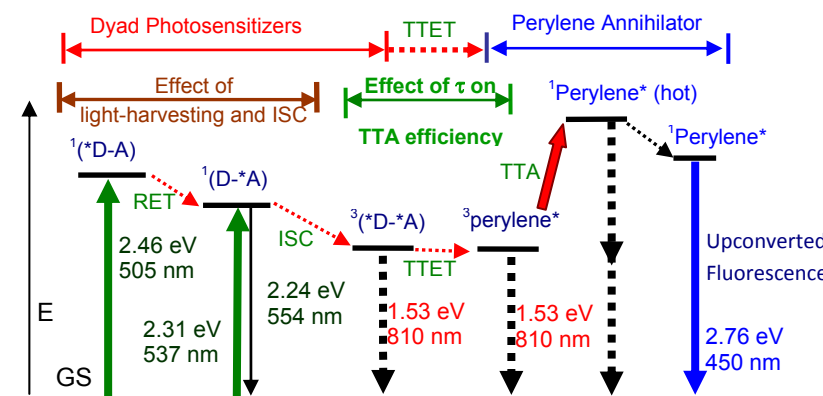 Dyad Photosensitizers
TTET
Perylene Annihilator
Effect of
light-harvesting and ISC
Effect of τ on
TTA efficiency
¹Perylene* (hot)
¹Perylene*
¹(*D-A)
¹(D-*A)
³(*D-*A)
³perylene*
RET
ISC
TTET
TTA
2.46 eV
505 nm
2.31 eV
537 nm
2.24 eV
554 nm
1.53 eV
810 nm
1.53 eV
810 nm
Upconverted
Fluorescence
2.76 eV
450 nm
E
GS